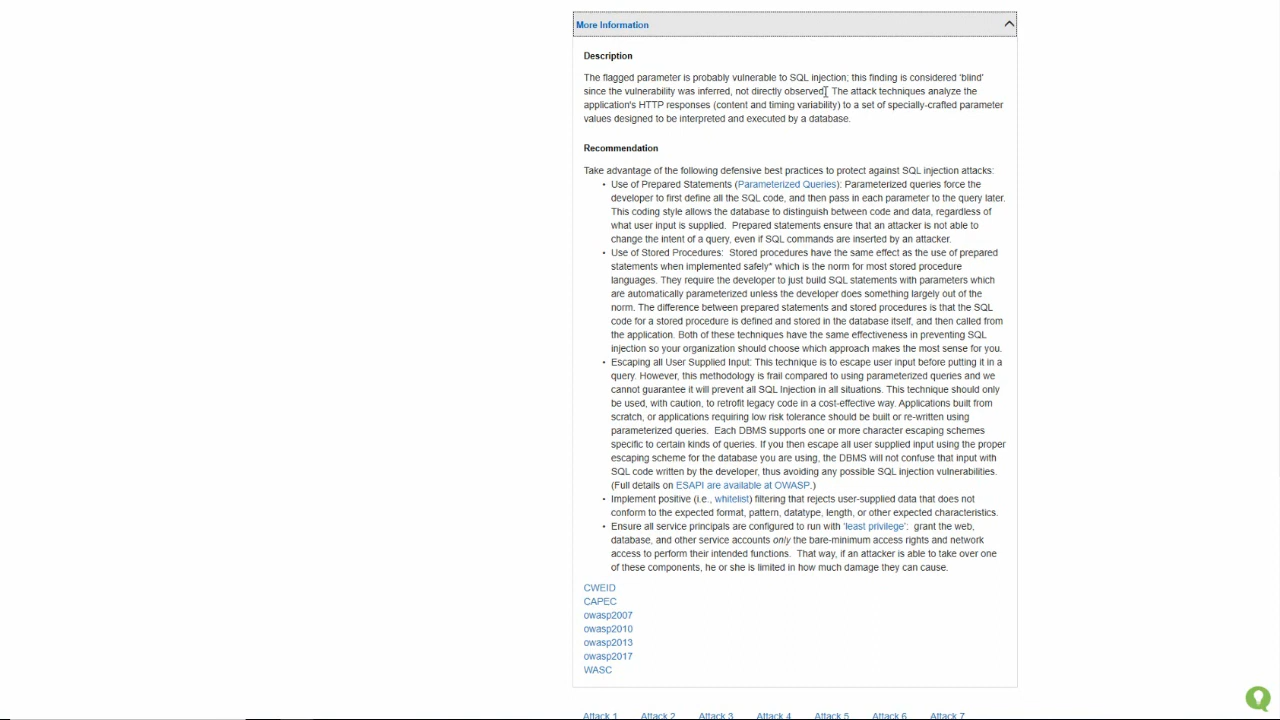 More Information
Description
The flagged parameter is probably vulnerable to SQL injection; this finding is considered 'blind'
since the vulnerability was inferred, not directly observed. The attack techniques analyze the
application's HTTP responses (content and timing variability) to a set of specially-crafted parameter
values designed to be interpreted and executed by a database.
Recommendation
Take advantage of the following defensive best practices to protect against SQL injection attacks:
• Use of Prepared Statements (Parameterized Queries): Parameterized queries force the
developer to first define all the SQL code, and then pass in each parameter to the query later.
This coding style allows the database to distinguish between code and data, regardless of
what user input is supplied. Prepared statements ensure that an attacker is not able to
change the intent of a query, even if SQL commands are inserted by an attacker.
• Use of Stored Procedures: Stored procedures have the same effect as the use of prepared
statements when implemented safely* which is the norm for most stored procedure
languages. They require the developer to just build SQL statements with parameters which
are automatically parameterized unless the developer does something largely out of the
norm. The difference between prepared statements and stored procedures is that the SQL
code for a stored procedure is defined and stored in the database itself, and then called from
the application. Both of these techniques have the same effectiveness in preventing SQL
injection so your organization should choose which approach makes the most sense for you.
• Escaping all User Supplied Input: This technique is to escape user input before putting it in a
query. However, this methodology is frail compared to using parameterized queries and we
cannot guarantee it will prevent all SQL Injection in all situations. This technique should only
be used, with caution, to retrofit legacy code in a cost-effective way. Applications built from
scratch, or applications requiring low risk tolerance should be built or re-written using
parameterized queries. Each DBMS supports one or more character escaping schemes
specific to certain kinds of queries. If you then escape all user supplied input using the proper
escaping scheme for the database you are using, the DBMS will not confuse that input with
SQL code written by the developer, thus avoiding any possible SQL injection vulnerabilities.
(Full details on ESAPI are available at OWASP.)
• Implement positive (i.e., whitelist) filtering that rejects user-supplied data that does not
conform to the expected format, pattern, datatype, length, or other expected characteristics.
• Ensure all service principals are configured to run with 'least privilege': grant the web,
database, and other service accounts only the bare-minimum access rights and network
access to perform their intended functions. That way, if an attacker is able to take over one
of these components, he or she is limited in how much damage they can cause.
CWEID
CAPEC
owasp2007
owasp2010
owasp2013
owasp2017
WASC
Attack 1 Attack 2 Attack 3 Attack 4 Attack 5 Attack 6 Attack 7